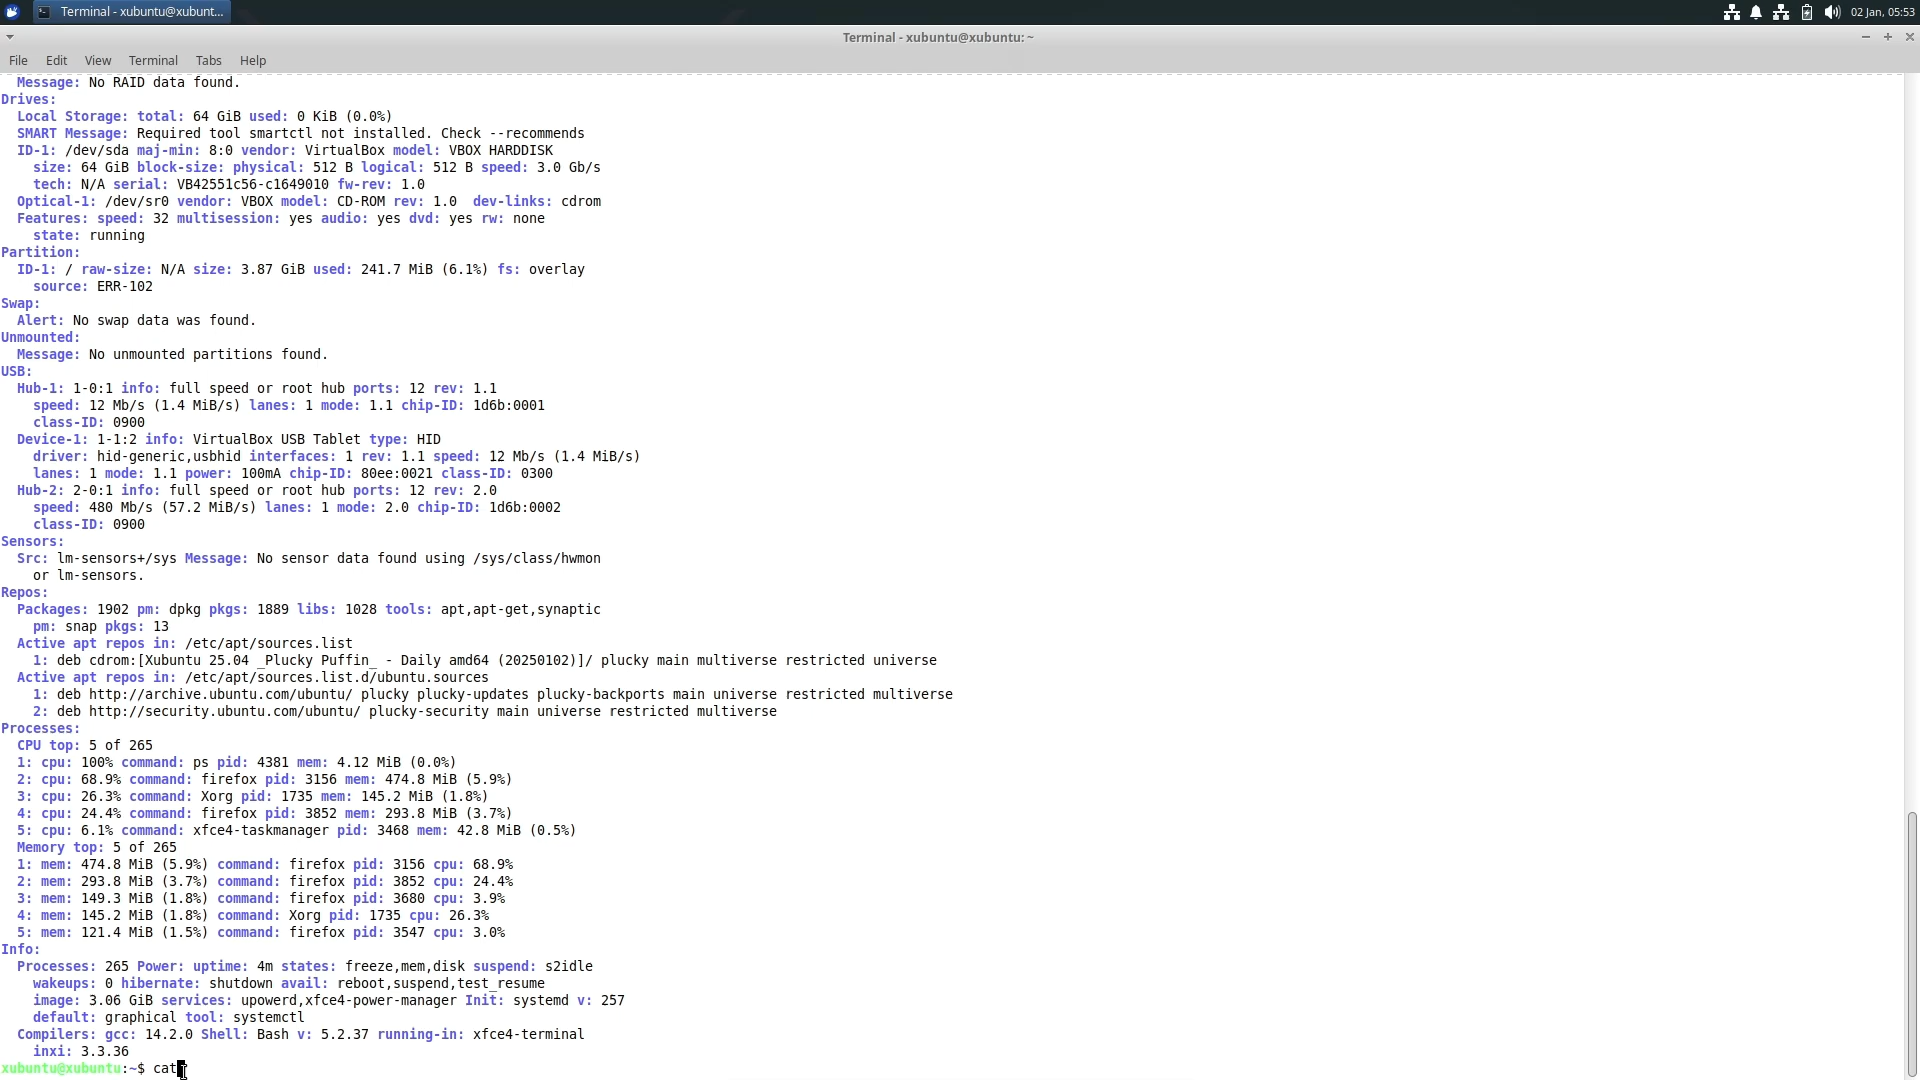 Terminal - xubuntu@xubunt...
02 Jan, 05:53
Terminal - xubuntu@xubuntu: ~
File Edit View Terminal Tabs Help
Message: No RAID data found.
Drives:
Local Storage: total: 64 GiB used: 0 KiB (0.0%)
SMART Message: Required tool smartctl not installed. Check --recommends
ID-1: /dev/sda maj-min: 8:0 vendor: VirtualBox model: VBOX HARDDISK
size: 64 GiB block-size: physical: 512 B logical: 512 B speed: 3.0 Gb/s
tech: N/A serial: VB42551c56-c1649010 fw-rev: 1.0
Optical-1: /dev/sr0 vendor: VBOX model: CD-ROM rev: 1.0 dev-links: cdrom
Features: speed: 32 multisession: yes audio: yes dvd: yes rw: none
state: running
Partition:
ID-1: / raw-size: N/A size: 3.87 GiB used: 241.7 MiB (6.1%) fs: overlay
source: ERR-102
Swap:
Alert: No swap data was found.
Unmounted:
Message: No unmounted partitions found.
USB:
Hub-1: 1-0:1 info: full speed or root hub ports: 12 rev: 1.1
speed: 12 Mb/s (1.4 MiB/s) lanes: 1 mode: 1.1 chip-ID: 1d6b:0001
class-ID: 0900
Device-1: 1-1:2 info: VirtualBox USB Tablet type: HID
driver: hid-generic,usbhid interfaces: 1 rev: 1.1 speed: 12 Mb/s (1.4 MiB/s)
lanes: 1 mode: 1.1 power: 100mA chip-ID: 80ee:0021 class-ID: 0300
Hub-2: 2-0:1 info: full speed or root hub ports: 12 rev: 2.0
speed: 480 Mb/s (57.2 MiB/s) lanes: 1 mode: 2.0 chip-ID: 1d6b:0002
class-ID: 0900
Sensors:
Src: lm-sensors+/sys Message: No sensor data found using /sys/class/hwmon
or lm-sensors.
Repos:
Packages: 1902 pm: dpkg pkgs: 1889 libs: 1028 tools: apt,apt-get,synaptic
pm: snap pkgs: 13
Active apt repos in: /etc/apt/sources.list
1: deb cdrom:[Xubuntu 25.04 _Plucky Puffin_ - Daily amd64 (20250102)]/ plucky main multiverse restricted universe
Active apt repos in: /etc/apt/sources.list.d/ubuntu.sources
1: deb http://archive.ubuntu.com/ubuntu/ plucky plucky-updates plucky-backports main universe restricted multiverse
2: deb http://security.ubuntu.com/ubuntu/ plucky-security main universe restricted multiverse
Processes:
CPU top: 5 of 265
1: cpu: 100% command: ps pid: 4381 mem: 4.12 MiB (0.0%)
2: cpu: 68.9% command: firefox pid: 3156 mem: 474.8 MiB (5.9%)
3: cpu: 26.3% command: Xorg pid: 1735 mem: 145.2 MiB (1.8%)
4: cpu: 24.4% command: firefox pid: 3852 mem: 293.8 MiB (3.7%)
5: cpu: 6.1% command: xfce4-taskmanager pid: 3468 mem: 42.8 MiB (0.5%)
Memory top: 5 of 265
1: mem: 474.8 MiB (5.9%) command: firefox pid: 3156 cpu: 68.9%
2: mem: 293.8 MiB (3.7%) command: firefox pid: 3852 cpu: 24.4%
3: mem: 149.3 MiB (1.8%) command: firefox pid: 3680 cpu: 3.9%
4: mem: 145.2 MiB (1.8%) command: Xorg pid: 1735 cpu: 26.3%
5: mem: 121.4 MiB (1.5%) command: firefox pid: 3547 cpu: 3.0%
Info:
Processes: 265 Power: uptime: 4m states: freeze,mem,disk suspend: s2idle
wakeups: 0 hibernate: shutdown avail: reboot,suspend,test_resume
image: 3.06 GiB services: upowerd,xfce4-power-manager Init: systemd v: 257
default: graphical tool: systemctl
Compilers: gcc: 14.2.0 Shell: Bash v: 5.2.37 running-in: xfce4-terminal
inxi: 3.3.36
xubuntu@xubuntu:~$ cat